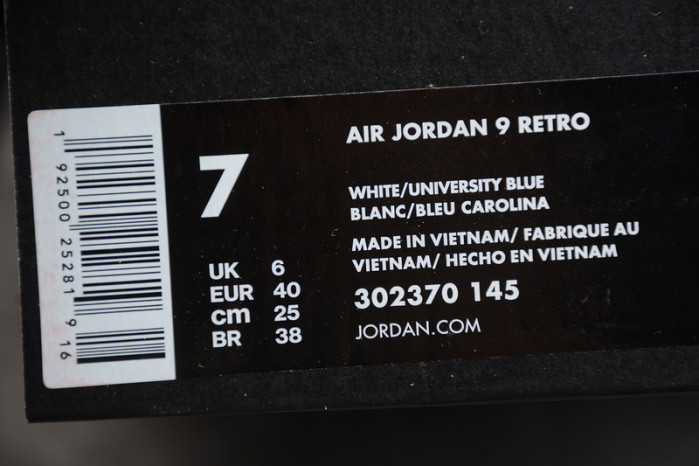 1 92500 25281 9 16
7
UK 6
EUR 40
cm 25
BR 38
AIR JORDAN 9 RETRO
WHITE/UNIVERSITY BLUE
BLANC/BLEU CAROLINA
MADE IN VIETNAM/ FABRIQUE AU
VIETNAM/ HECHO EN VIETNAM
302370 145
JORDAN.COM